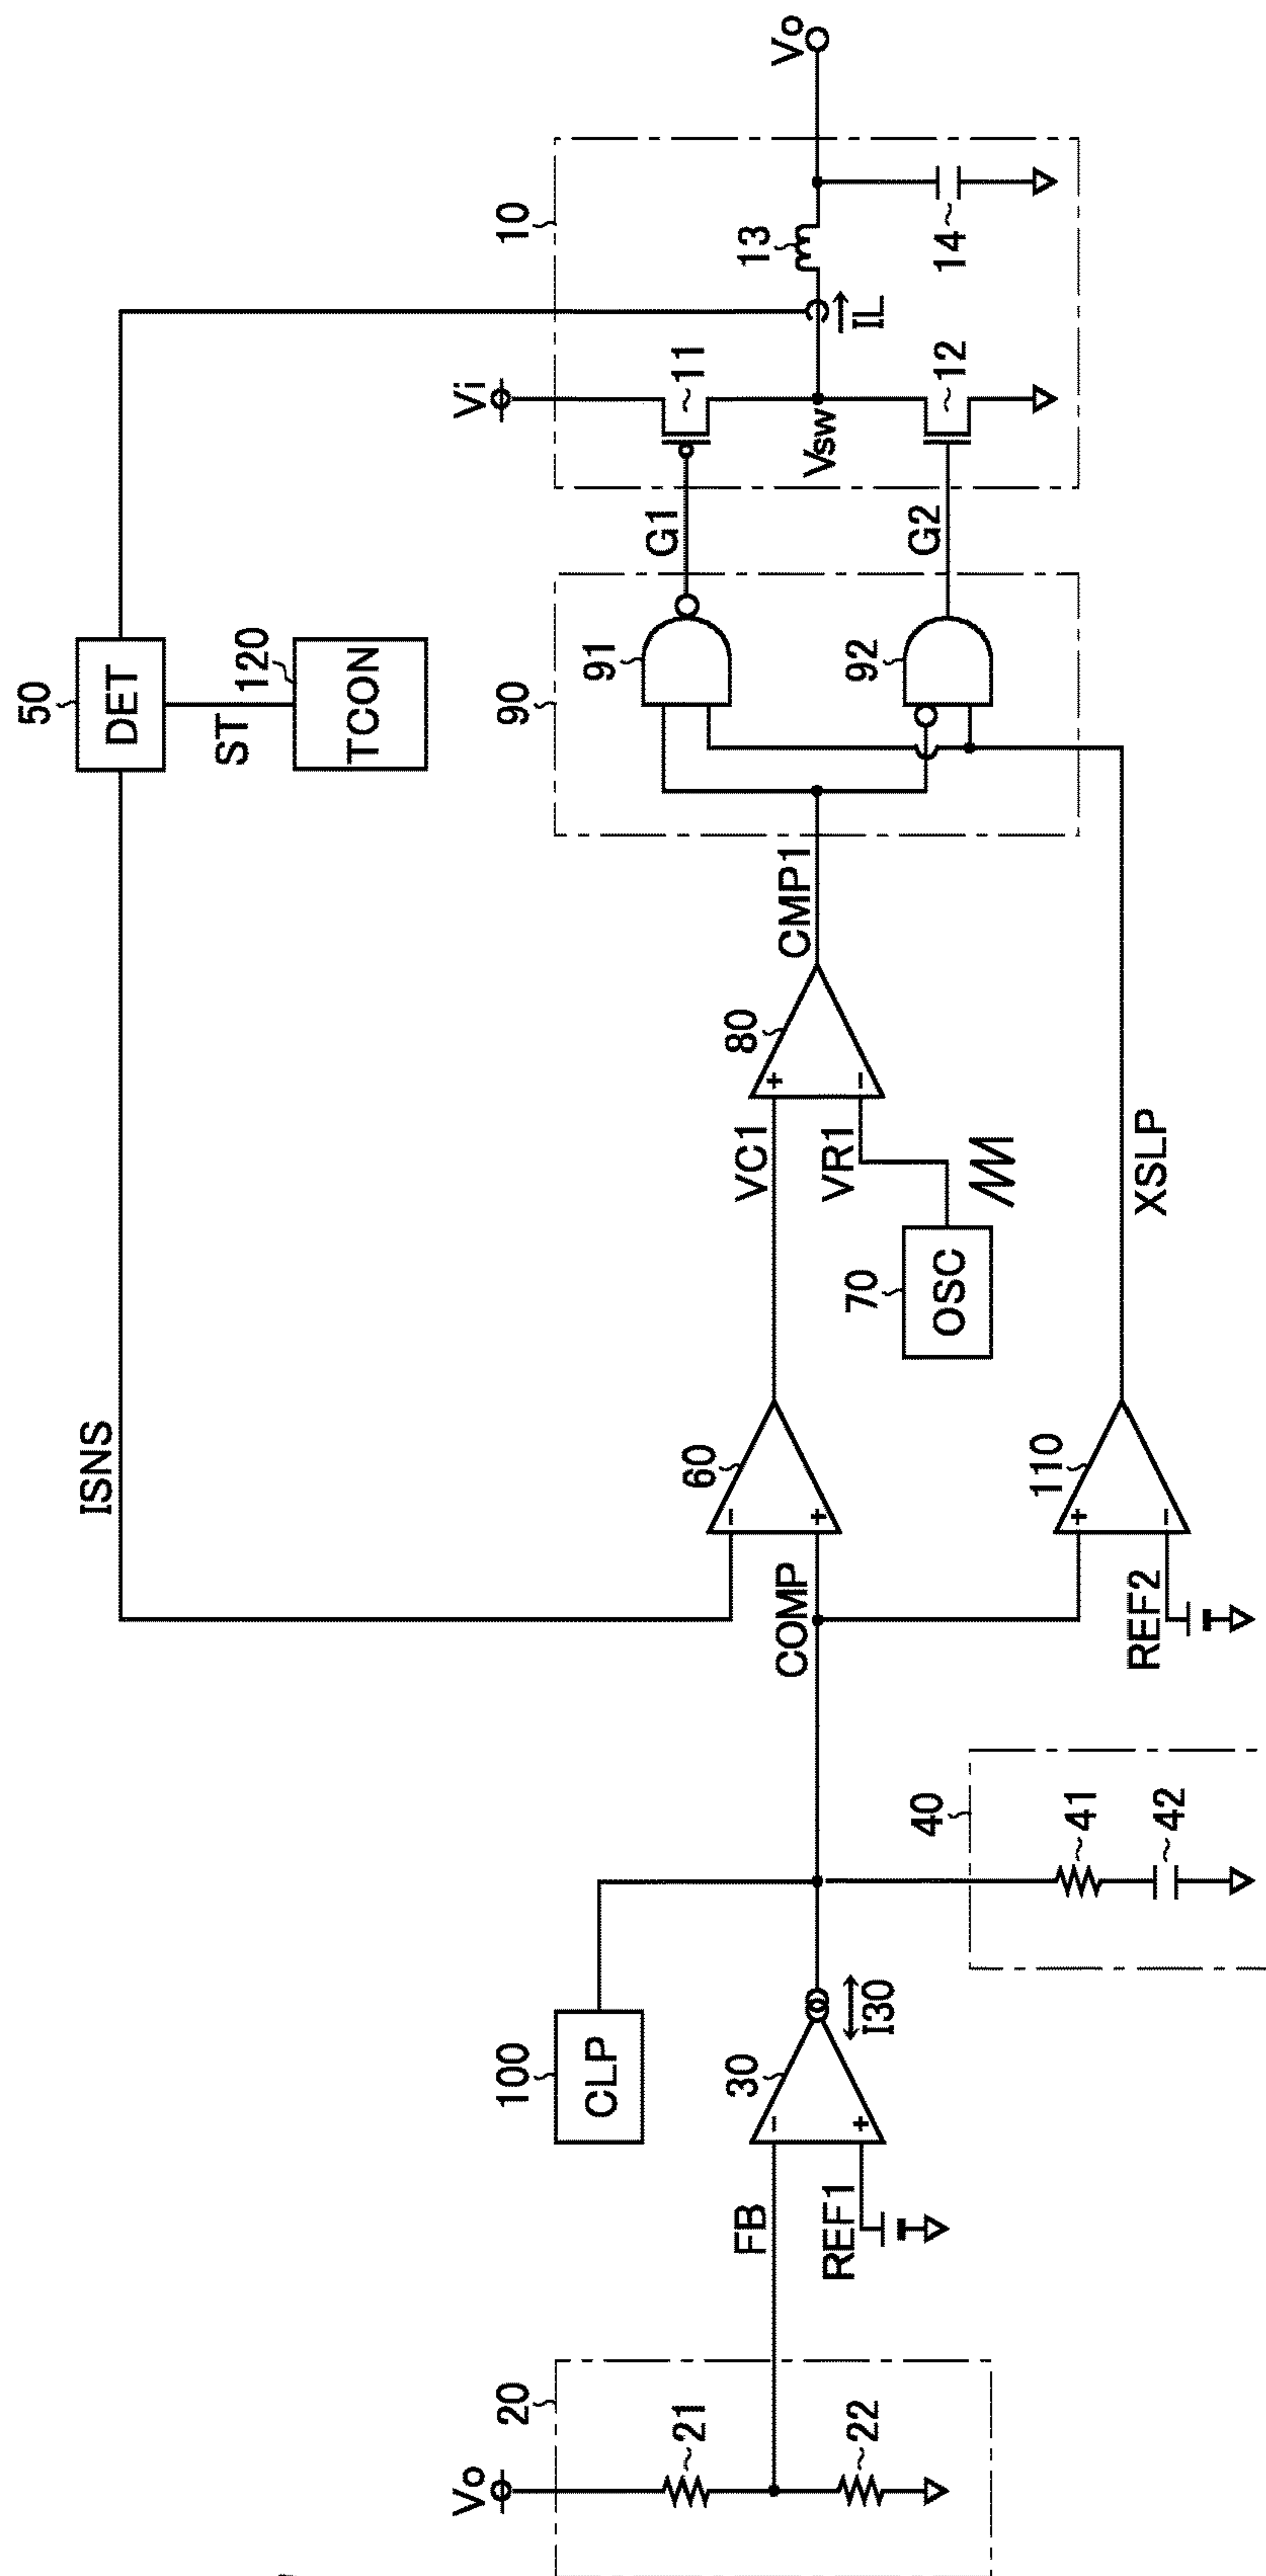 50
DET
ST
120
TCON
ISNS
10
Vi
11
13
Vo
IL
Vsw
12
14
G1
G2
90
91
92
CMP1
80
+
−
VC1
VR1
70
OSC
60
−
+
COMP
110
+
−
REF2
XSLP
40
41
42
100
CLP
30
−
+
I30
FB
REF1
20
Vo
21
22